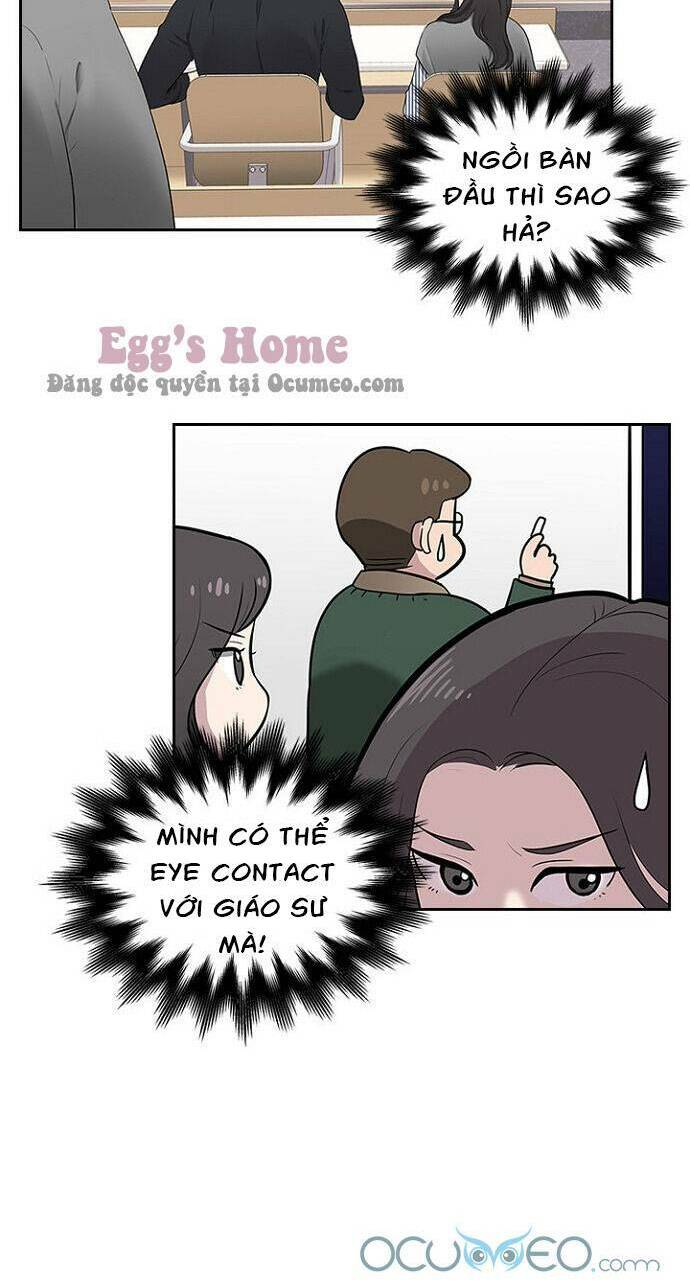 NGỒI BÀN
ĐẦU THÌ SAO
HẢ?
Egg's Home
Đăng độc quyền tại Ocumeo.com
MÌNH CÓ THỂ
EYE CONTACT
VỚI GIÁO SƯ
MÀ!
OCUMEO.com